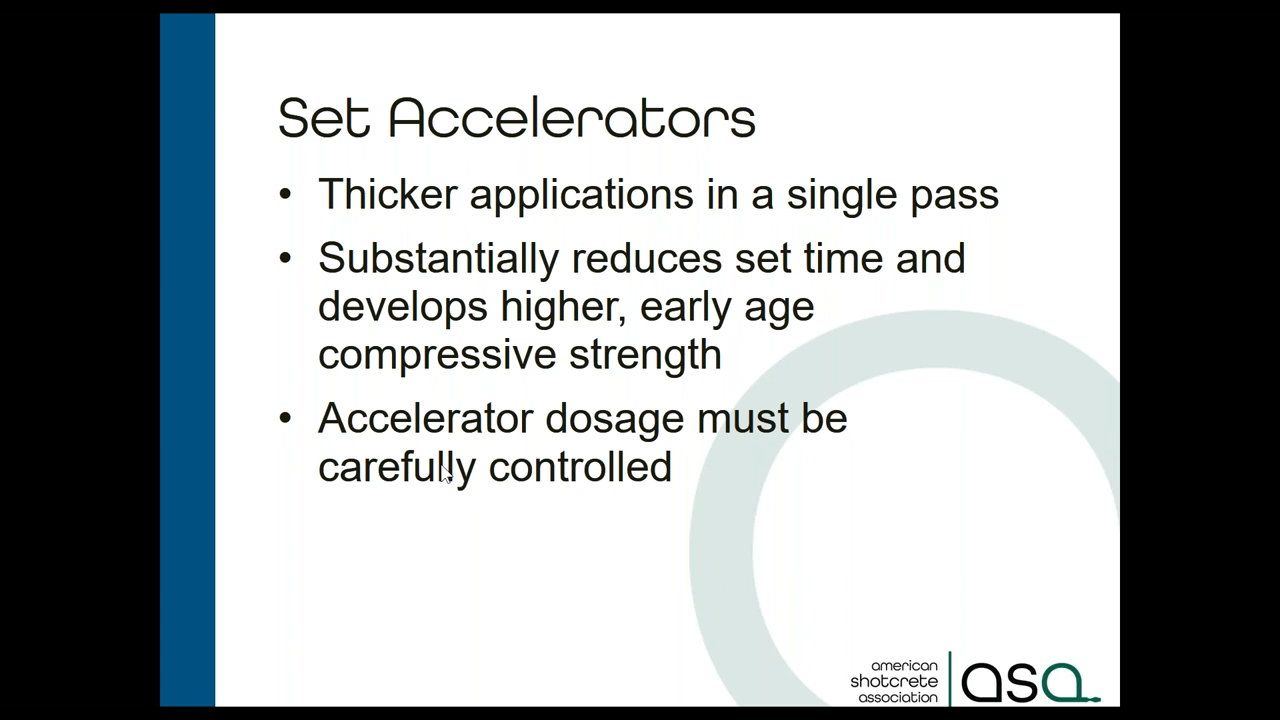 Set Accelerators
• Thicker applications in a single pass
• Substantially reduces set time and
develops higher, early age
compressive strength
• Accelerator dosage must be
carefully controlled
american
shotcrete
association
asa